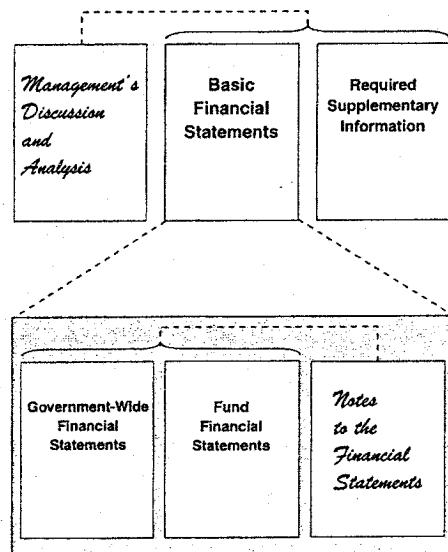 Management's
Discussion
and
Analysis
Basic
Financial
Statements
Required
Supplementary
Information
Government-Wide
Financial
Statements
Fund
Financial
Statements
Notes
to the
Financial
Statements